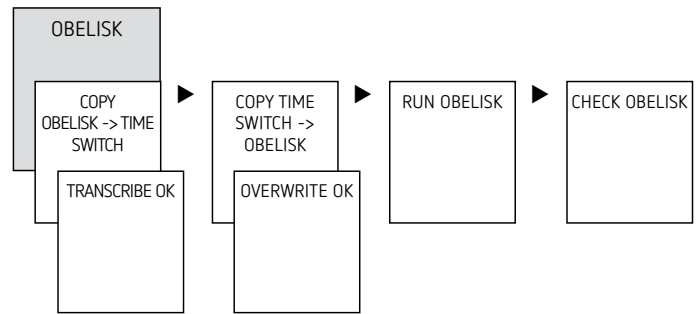 OBELISK
COPY
OBELISK -> TIME
SWITCH
TRANSCRIBE OK
COPY TIME
SWITCH ->
OBELISK
OVERWRITE OK
RUN OBELISK
CHECK OBELISK